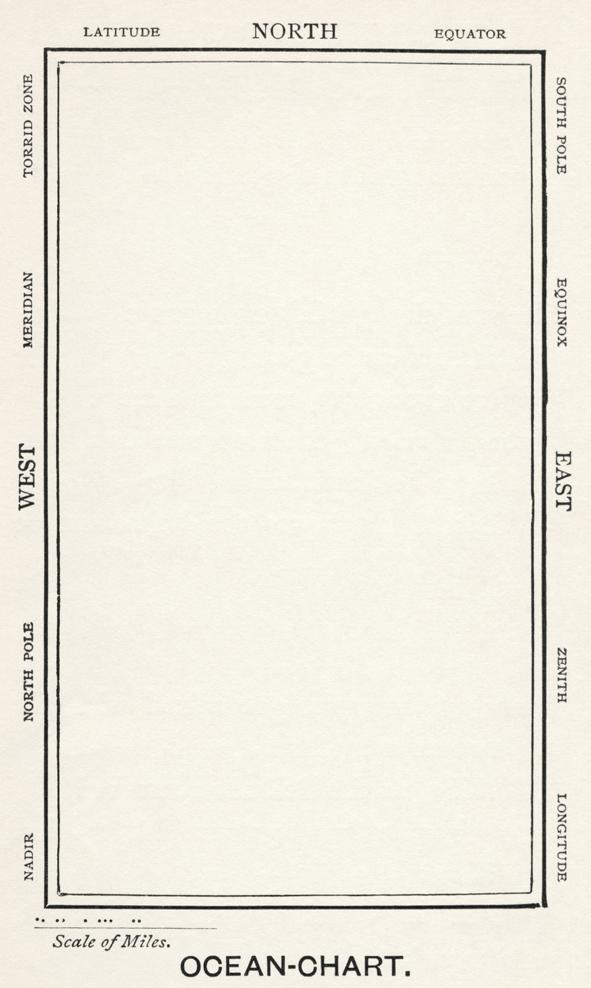 LATITUDE NORTH EQUATOR
TORRID ZONE
MERIDIAN
WEST
NORTH POLE
NADIR
SOUTH POLE
EQUINOX
EAST
ZENITH
LONGITUDE
Scale of Miles.
OCEAN-CHART.